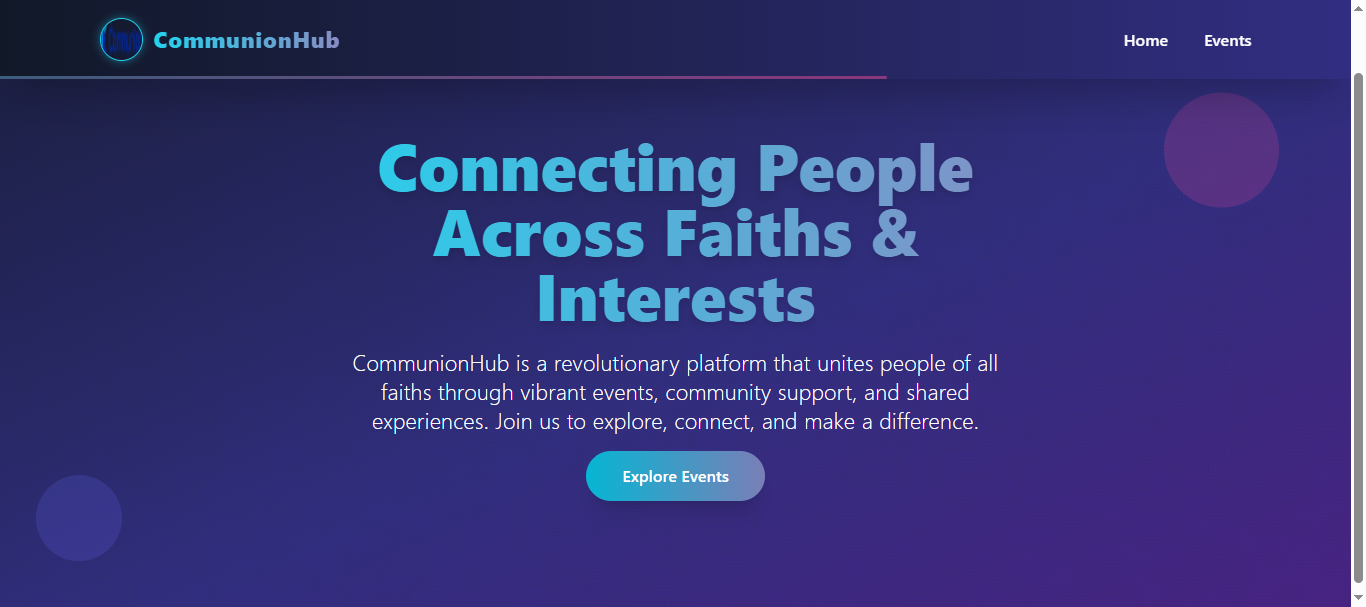 CommunionHub
Home
Events
Connecting People
Across Faiths &
Interests
CommunionHub is a revolutionary platform that unites people of all
faiths through vibrant events, community support, and shared
experiences. Join us to explore, connect, and make a difference.
Explore Events